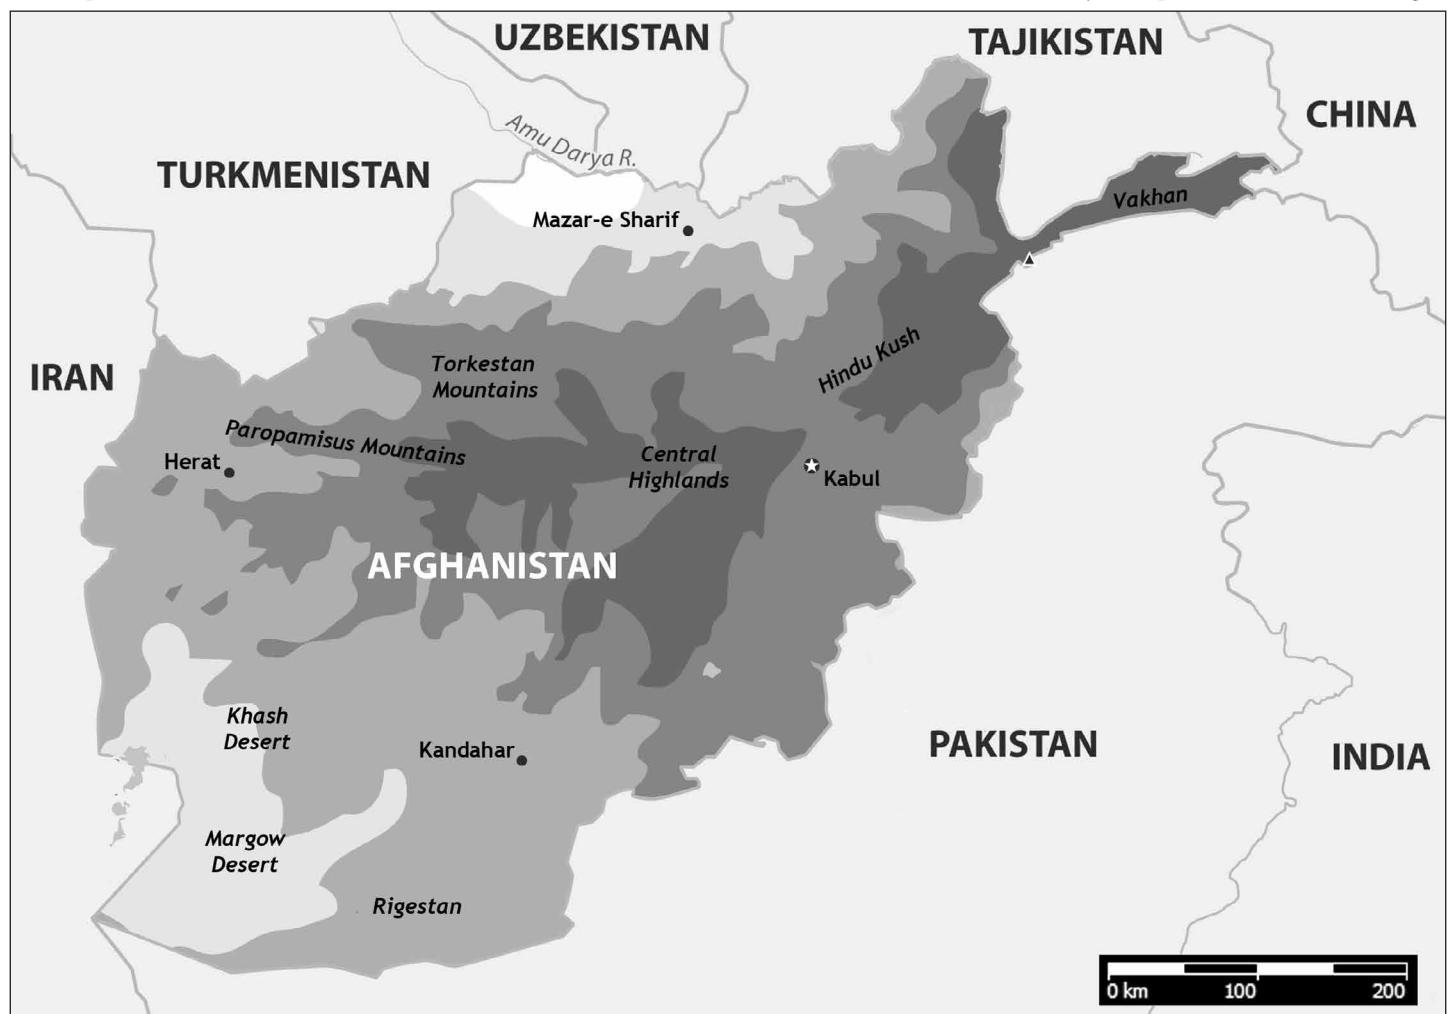 UZBEKISTAN
TAJIKISTAN
CHINA
Amu Darya R.
TURKMENISTAN
Vakhan
Mazar-e Sharif
Hindu Kush
Torkestan
Mountains
IRAN
Paropamisus Mountains
Herat
Central
Highlands
Kabul
AFGHANISTAN
Khash
Desert
Kandahar
PAKISTAN
INDIA
Margow
Desert
Rigestan
0 km 100 200